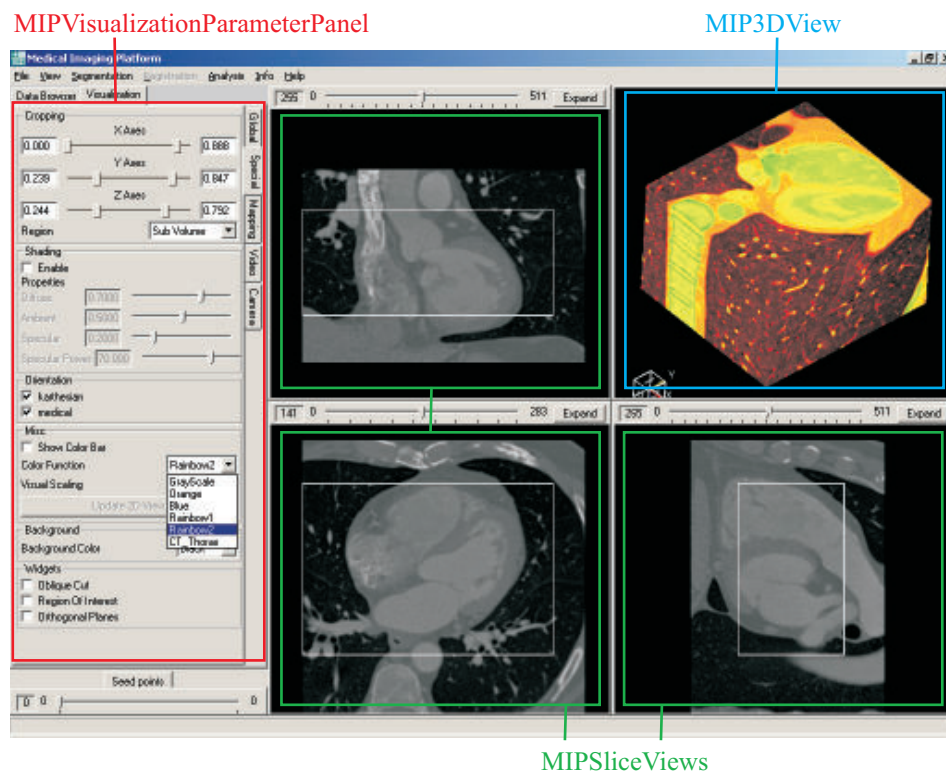 MIPVisualizationParameterPanel
MIP3DView
Medical Imaging Platform
File View Segmentation Registration Analysis Info Help
Data Browser Visualization
255 0 511 Expand
Cropping
X Axes
0.000 0.888
Y Axes
0.239 0.847
Z Axes
0.244 0.792
Region Sub Volume
Global
Special
Mapping
Video
Camera
Shading
Enable
Properties
Diffuse 0.7000
Ambient 0.5000
Specular 0.2000
Specular Power 70.000
Orientation
karthesian
medical
Y
141 0 283 Expand
255 0 511 Expand
Misc
Show Color Bar
Color Function Rainbow2
Visual Scaling
GrayScale
Orange
Blue
Rainbow1
Rainbow2
CT_Thorax
Update 2D View
Background
Background Color Black
Widgets
Oblique Cut
Region Of Interest
Orthogonal Planes
Seed points
0 0 0
MIPSliceViews